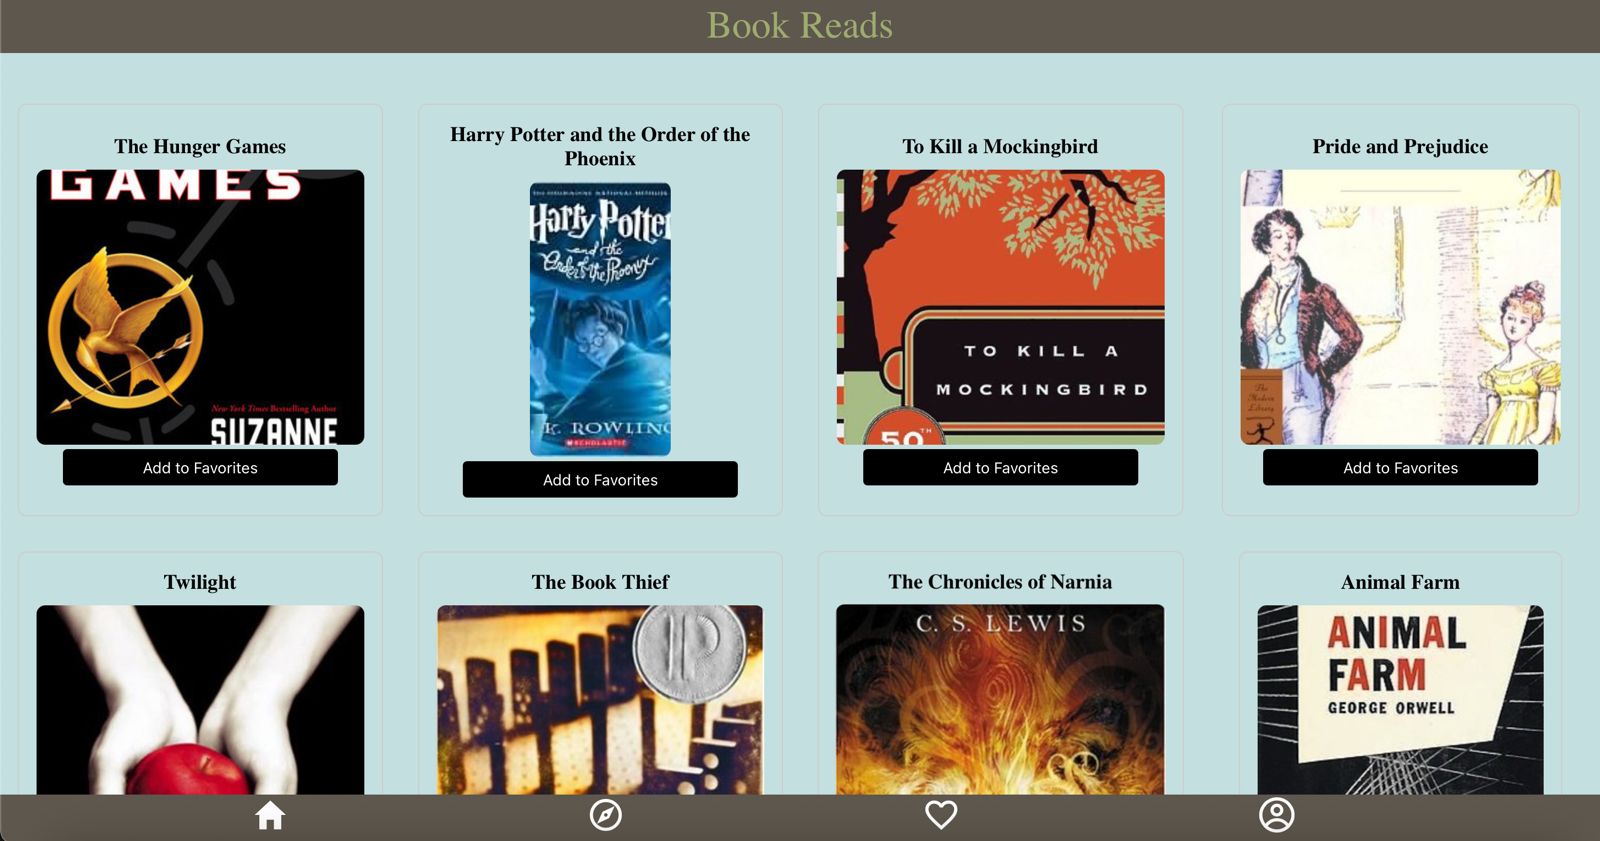 Book Reads
The Hunger Games
GAMES
New York Times Bestselling Author
SUZANNE
Add to Favorites
Harry Potter and the Order of the
Phoenix
Harry Potter
and the
Order of the Phoenix
J.K. ROWLING
SCHOLASTIC
Add to Favorites
To Kill a Mockingbird
TO KILL A
MOCKINGBIRD
50TH
Add to Favorites
Pride and Prejudice
The
Modern
Library
Add to Favorites
Twilight
The Book Thief
The Chronicles of Narnia
C. S. LEWIS
Animal Farm
ANIMAL
FARM
GEORGE ORWELL